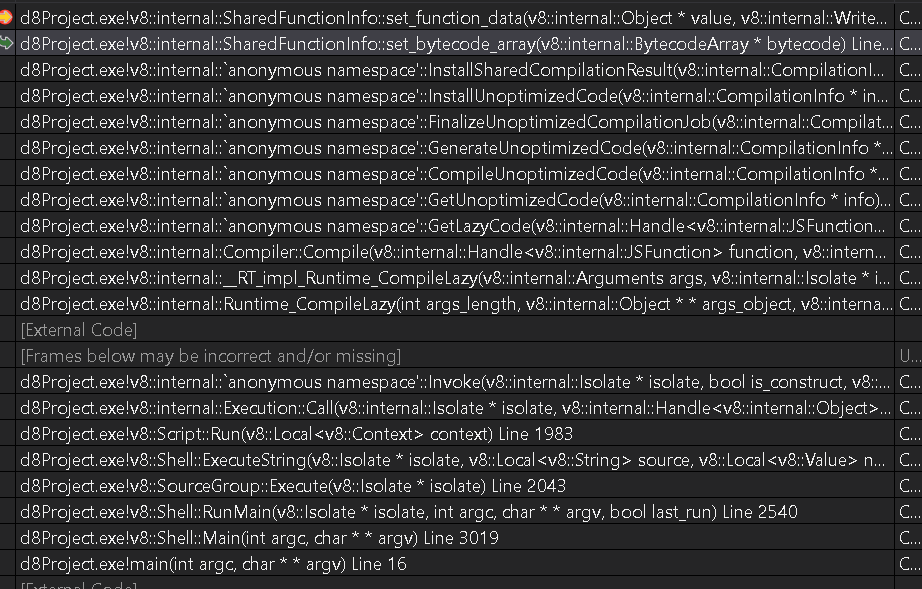 d8Project.exe!v8::internal::SharedFunctionInfo::set_function_data(v8::internal::Object * value, v8::internal::Write... C...
d8Project.exe!v8::internal::SharedFunctionInfo::set_bytecode_array(v8::internal::BytecodeArray * bytecode) Line... C...
d8Project.exe!v8::internal::`anonymous namespace'::InstallSharedCompilationResult(v8::internal::CompilationI... C...
d8Project.exe!v8::internal::`anonymous namespace'::InstallUnoptimizedCode(v8::internal::CompilationInfo * in... C...
d8Project.exe!v8::internal::`anonymous namespace'::FinalizeUnoptimizedCompilationJob(v8::internal::Compilat... C...
d8Project.exe!v8::internal::`anonymous namespace'::GenerateUnoptimizedCode(v8::internal::CompilationInfo *... C...
d8Project.exe!v8::internal::`anonymous namespace'::CompileUnoptimizedCode(v8::internal::CompilationInfo *... C...
d8Project.exe!v8::internal::`anonymous namespace'::GetUnoptimizedCode(v8::internal::CompilationInfo * info)... C...
d8Project.exe!v8::internal::`anonymous namespace'::GetLazyCode(v8::internal::Handle<v8::internal::JSFunction... C...
d8Project.exe!v8::internal::Compiler::Compile(v8::internal::Handle<v8::internal::JSFunction> function, v8::intern... C...
d8Project.exe!v8::internal::__RT_impl_Runtime_CompileLazy(v8::internal::Arguments args, v8::internal::Isolate * i... C...
d8Project.exe!v8::internal::Runtime_CompileLazy(int args_length, v8::internal::Object * * args_object, v8::interna... C...
[External Code]
[Frames below may be incorrect and/or missing] U...
d8Project.exe!v8::internal::`anonymous namespace'::Invoke(v8::internal::Isolate * isolate, bool is_construct, v8::... C...
d8Project.exe!v8::internal::Execution::Call(v8::internal::Isolate * isolate, v8::internal::Handle<v8::internal::Object>... C...
d8Project.exe!v8::Script::Run(v8::Local<v8::Context> context) Line 1983 C...
d8Project.exe!v8::Shell::ExecuteString(v8::Isolate * isolate, v8::Local<v8::String> source, v8::Local<v8::Value> n... C...
d8Project.exe!v8::SourceGroup::Execute(v8::Isolate * isolate) Line 2043 C...
d8Project.exe!v8::Shell::RunMain(v8::Isolate * isolate, int argc, char * * argv, bool last_run) Line 2540 C...
d8Project.exe!v8::Shell::Main(int argc, char * * argv) Line 3019 C...
d8Project.exe!main(int argc, char * * argv) Line 16 C...
[External Code]